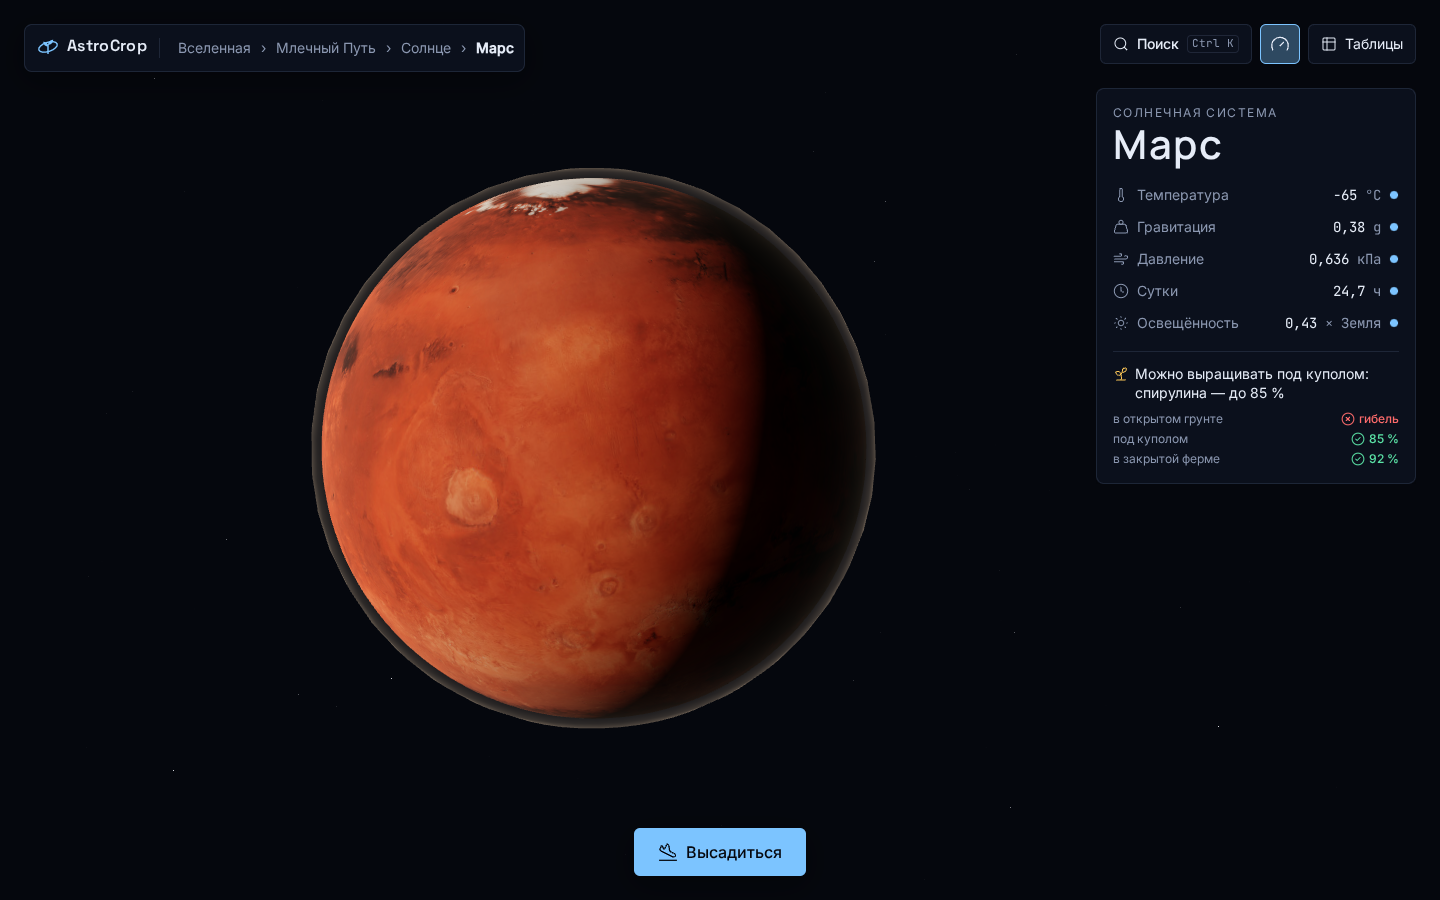 AstroCrop
Вселенная › Млечный Путь › Солнце › Марс
Поиск Ctrl K
Таблицы
СОЛНЕЧНАЯ СИСТЕМА
Марс
Температура -65 °C
Гравитация 0,38 g
Давление 0,636 кПа
Сутки 24,7 ч
Освещённость 0,43 × Земля
Можно выращивать под куполом:
спирулина — до 85 %
в открытом грунте гибель
под куполом 85 %
в закрытой ферме 92 %
Высадиться